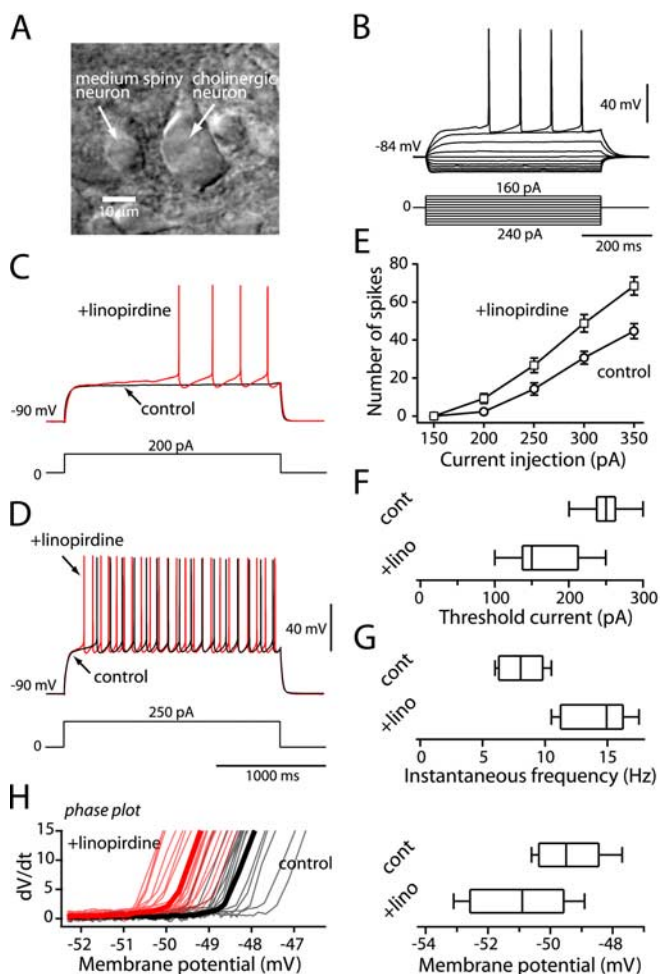 A
medium spiny
neuron
cholinergic
neuron
10 µm
B
40 mV
-84 mV
160 pA
0
240 pA
200 ms
C
+linopirdine
-90 mV
control
200 pA
0
D
+linopirdine
40 mV
-90 mV
control
250 pA
0
1000 ms
E
Number of spikes
80
60
40
20
0
+linopirdine
control
150 200 250 300 350
Current injection (pA)
F
cont
+lino
0 100 200 300
Threshold current (pA)
G
cont
+lino
0 5 10 15
Instantaneous frequency (Hz)
H
phase plot
+linopirdine
control
dV/dt
15
10
5
0
-52 -51 -50 -49 -48 -47
Membrane potential (mV)
cont
+lino
-54 -52 -50 -48
Membrane potential (mV)